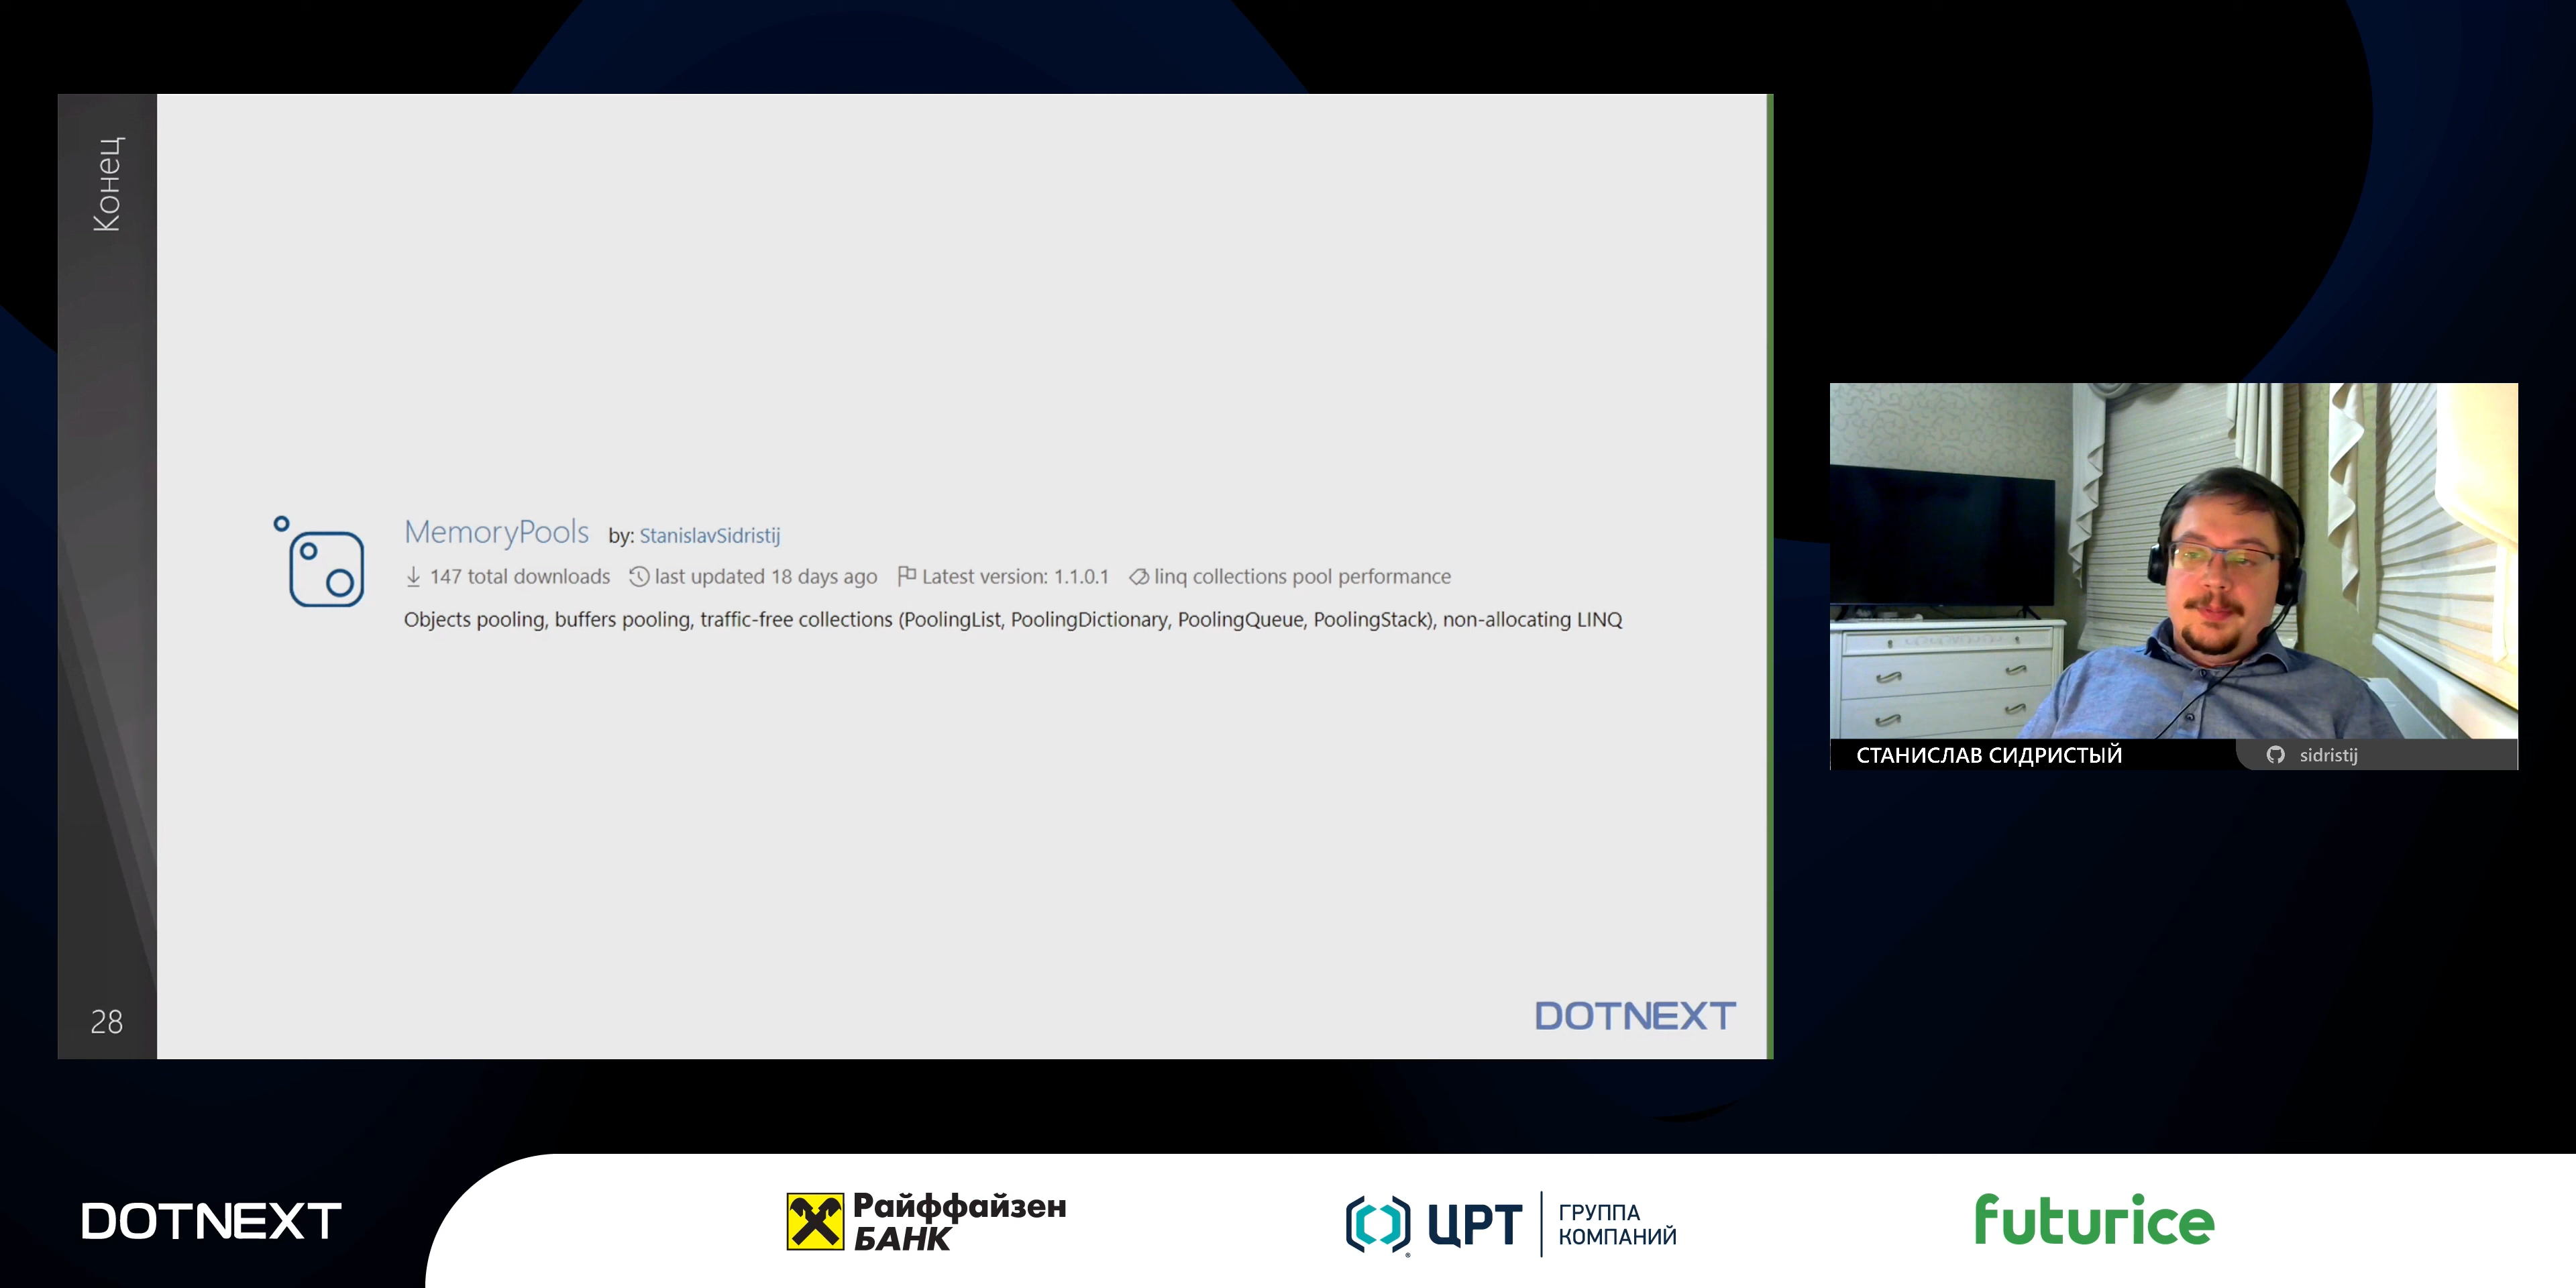 Конец
MemoryPools by: StanislavSidristij
147 total downloads last updated 18 days ago Latest version: 1.1.0.1 linq collections pool performance
Objects pooling, buffers pooling, traffic-free collections (PoolingList, PoolingDictionary, PoolingQueue, PoolingStack), non-allocating LINQ
28
DOTNEXT
СТАНИСЛАВ СИДРИСТЫЙ
sidristij
DOTNEXT
Райффайзен
БАНК
ЦРТ
ГРУППА
КОМПАНИЙ
futurice